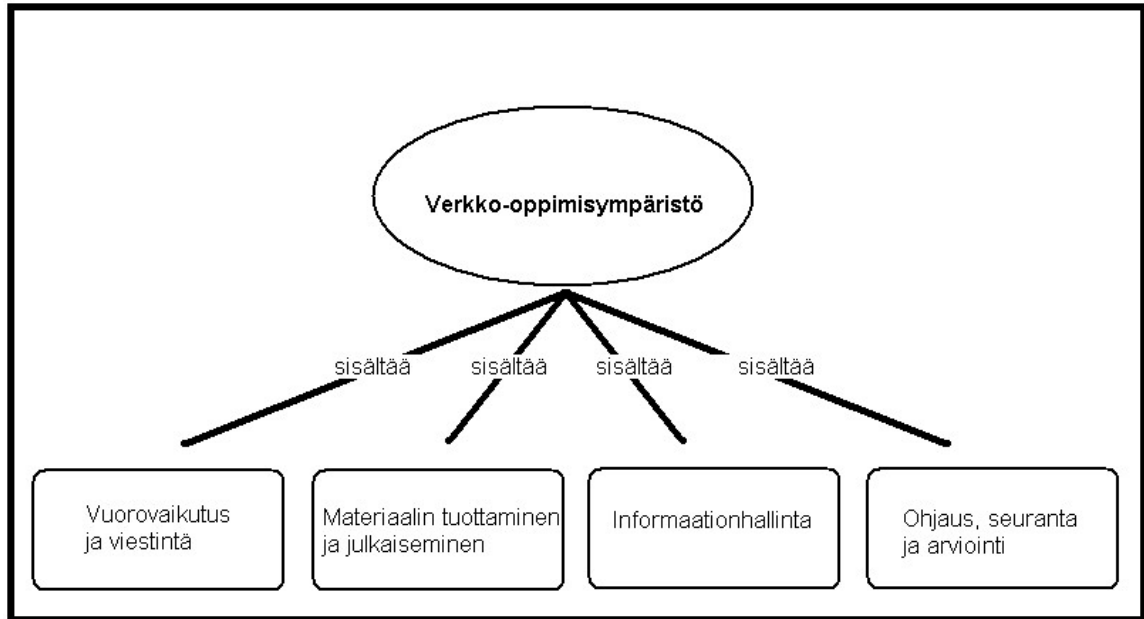 Verkko-oppimisympäristö
sisältää sisältää sisältää sisältää
Vuorovaikutus
ja viestintä
Materiaalin tuottaminen
ja julkaiseminen
Informaationhallinta
Ohjaus, seuranta
ja arviointi